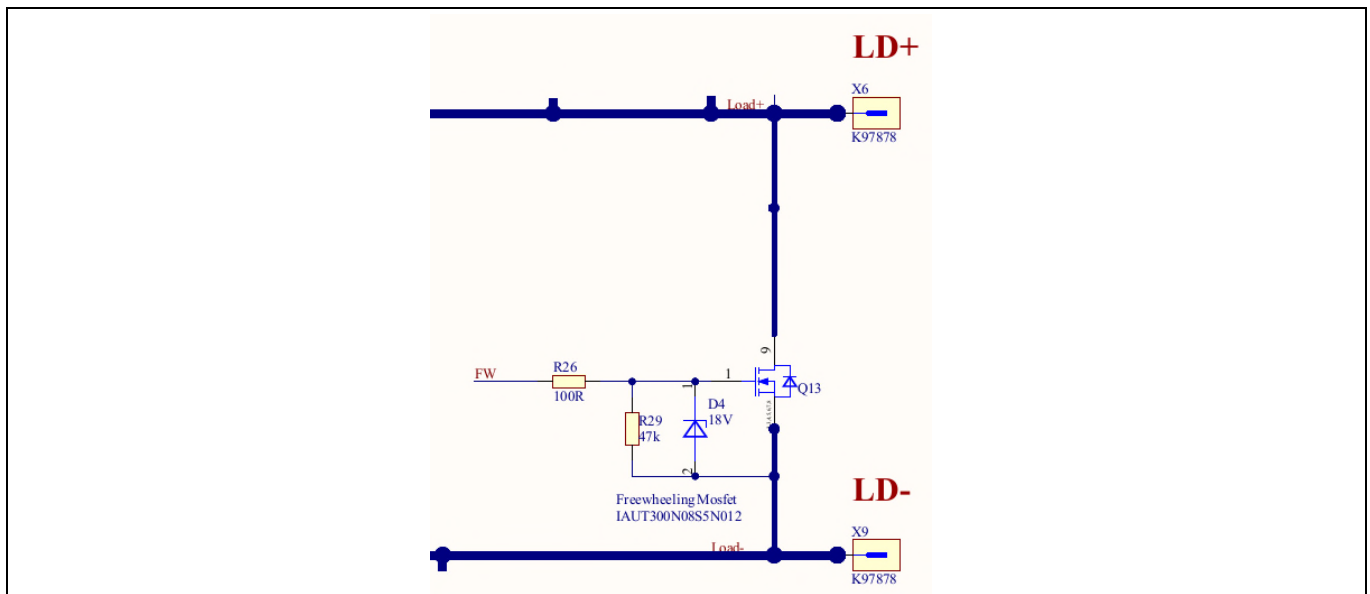 LD+
X6
Load+
K97878
9
FW
R26
100R
1
1
Q13
R29
47k
D4
18V
2
Freewheeling Mosfet
IAUT300N08S5N012
LD-
X9
Load-
K97878